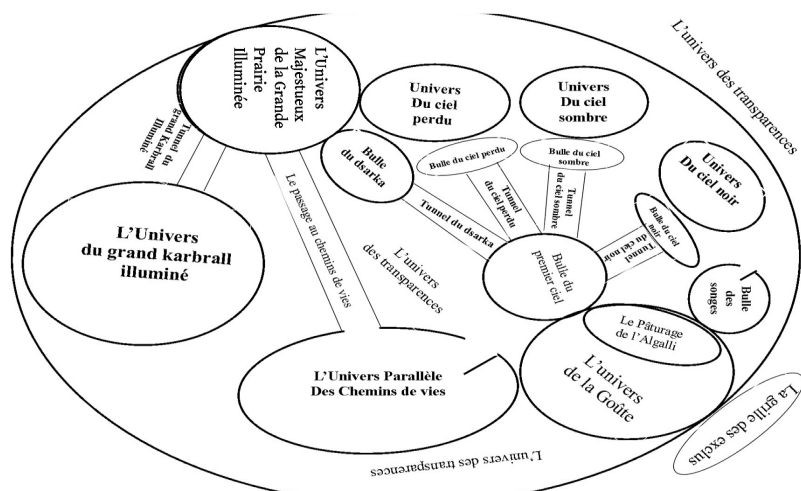 L'Univers
Majestueux
de la Grande
Prairie
Illuminée
Univers
Du ciel
perdu
Univers
Du ciel
sombre
L'univers des transparences
Tunnel du
grand Karbrall
Illuminé
Bulle
du dsarka
Bulle du ciel perdu
Bulle du ciel
sombre
Univers
Du ciel noir
Tunnel
du ciel perdu
Tunnel
du ciel sombre
Bulle du ciel
noir
Tunnel
du ciel noir
Tunnel du dsarka
L'Univers
du grand karbrall
illuminé
Le passage au chemins de vies
L'univers
des transparences
Bulle du
premier ciel
Bulle
des
songes
Le Pâturage
de l'Algalli
L'univers
de la Goûte
L'Univers Parallèle
Des Chemins de vies
La grille des exclus
L'univers des transparences